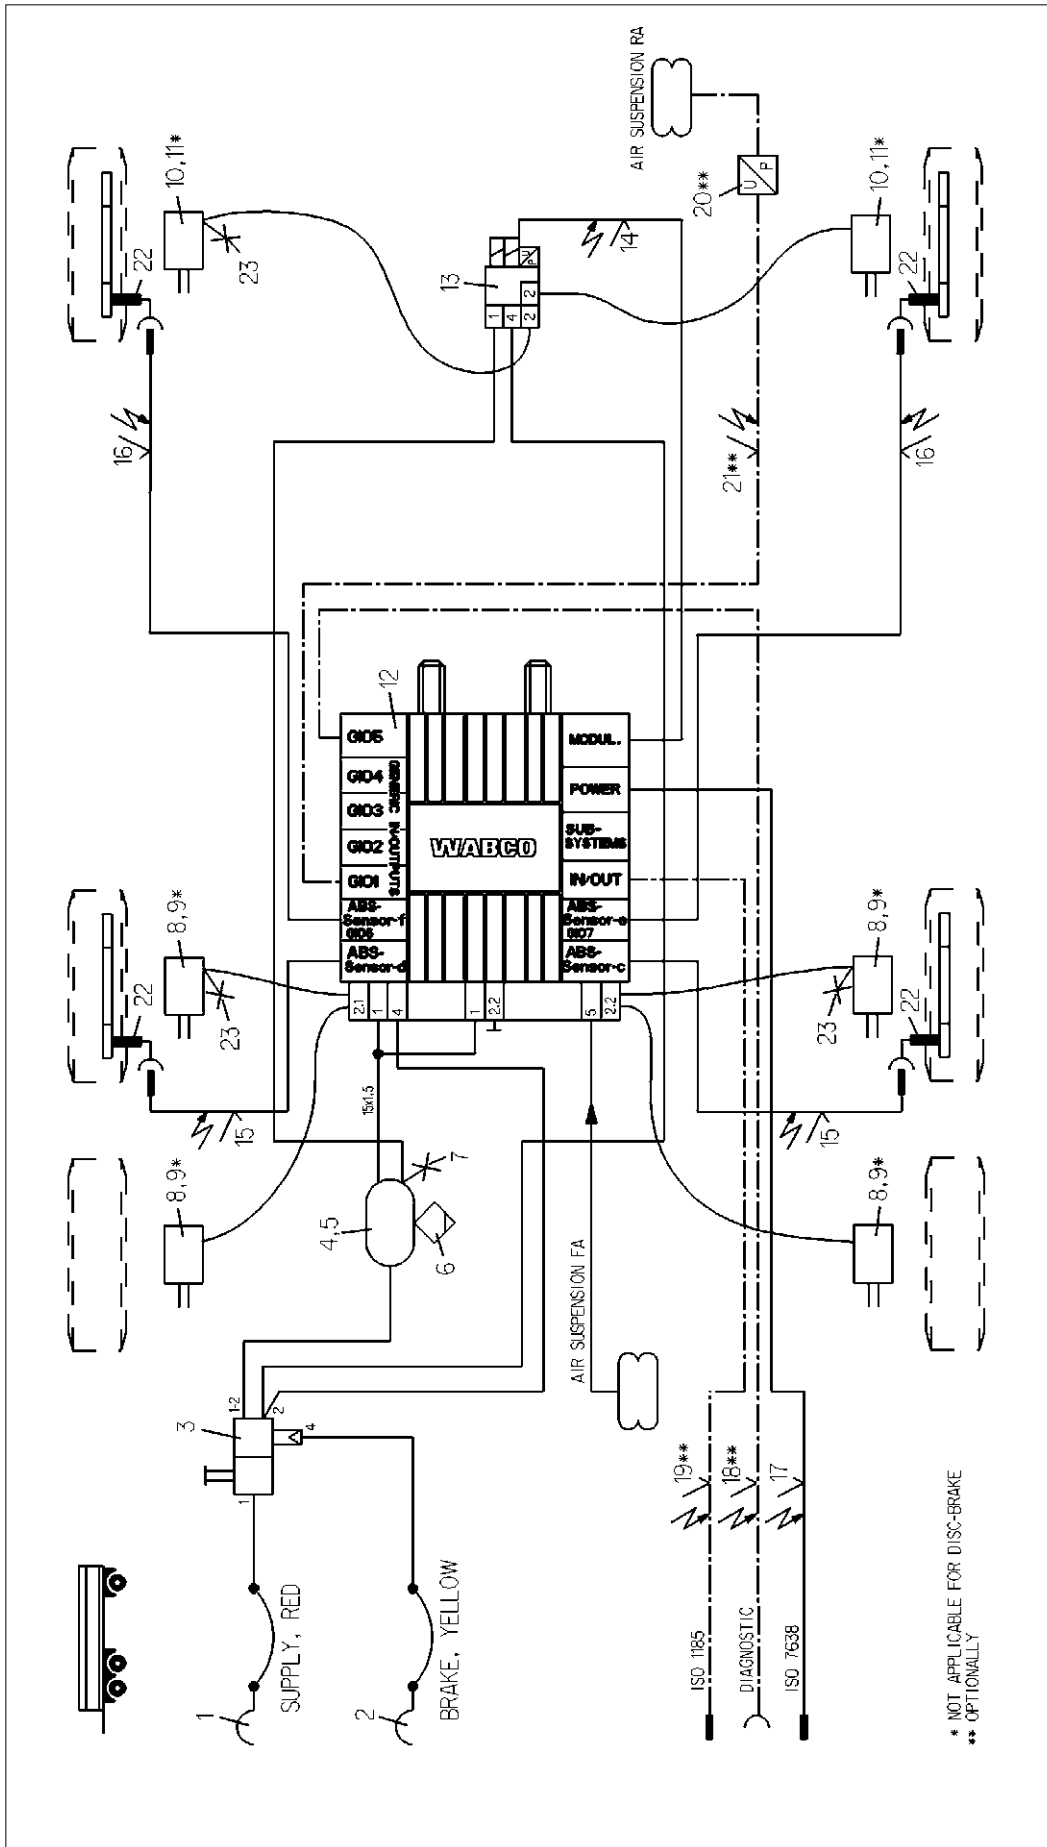 1
SUPPLY, RED
2
BRAKE, YELLOW
1
3
1-2
2
4
ISO 1185
19**
DIAGNOSTIC
18**
ISO 7638
17
* NOT APPLICABLE FOR DISC-BRAKE
** OPTIONALLY
8,9*
4,5
6
7
15x1,5
AIR SUSPENSION FA
8,9*
15
22
23
8,9*
15
22
23
8,9*
2.1
1
4
1
2.2
5
2.2
ABS-
Sensor-d
ABS-
Sensor-f
GIO6
GIO1
GIO2
GIO3
GIO4
GIO5
GENERIC IN-/OUTPUTS
12
WABCO
ABS-
Sensor-c
ABS-
Sensor-e
GIO7
IN/OUT
SUB-
SYSTEMS
POWER
MODUL.
16
22
23
10,11*
13
1
4
2
2
P
U
14
21**
20**
U
P
AIR SUSPENSION RA
16
22
10,11*